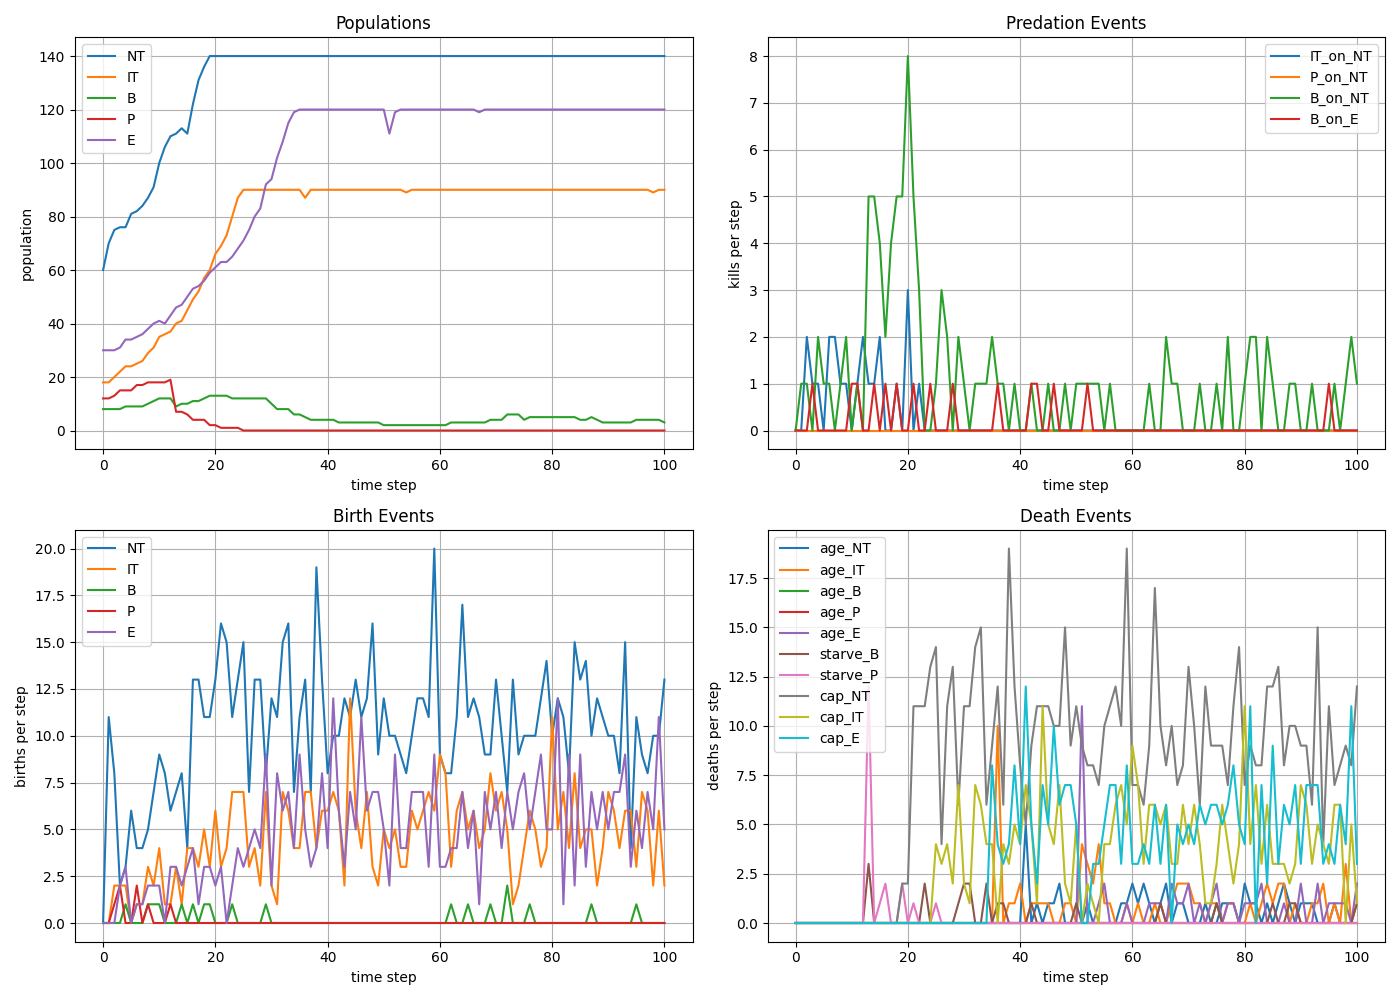 Populations
NT
IT
B
P
E
population
0
20
40
60
80
100
120
140
0
20
40
60
80
100
time step
Predation Events
IT_on_NT
P_on_NT
B_on_NT
B_on_E
kills per step
0
1
2
3
4
5
6
7
8
0
20
40
60
80
100
time step
Birth Events
NT
IT
B
P
E
births per step
0.0
2.5
5.0
7.5
10.0
12.5
15.0
17.5
20.0
0
20
40
60
80
100
time step
Death Events
age_NT
age_IT
age_B
age_P
age_E
starve_B
starve_P
cap_NT
cap_IT
cap_E
deaths per step
0.0
2.5
5.0
7.5
10.0
12.5
15.0
17.5
0
20
40
60
80
100
time step